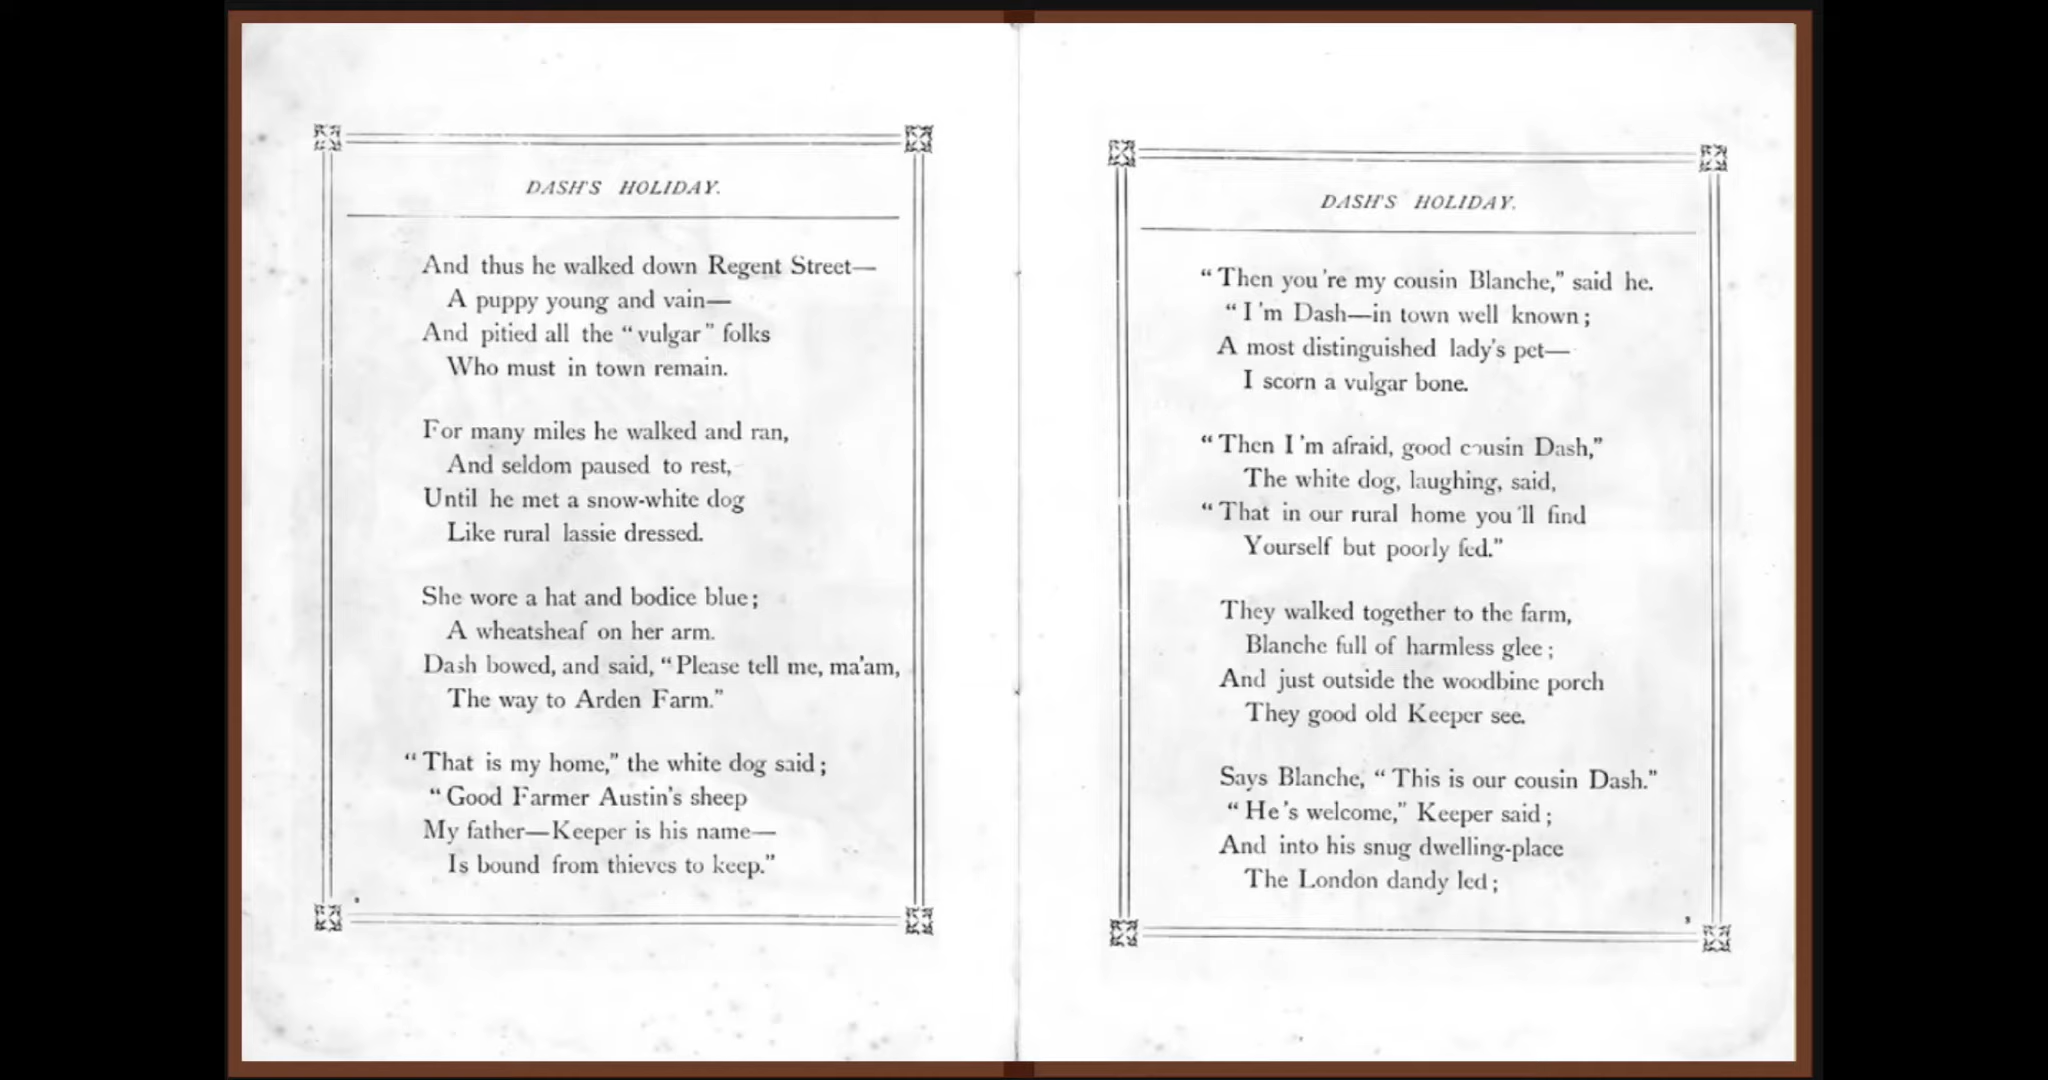 DASH'S HOLIDAY.
And thus he walked down Regent Street—
A puppy young and vain—
And pitied all the "vulgar" folks
Who must in town remain.
For many miles he walked and ran,
And seldom paused to rest,
Until he met a snow-white dog
Like rural lassie dressed.
She wore a hat and bodice blue;
A wheatsheaf on her arm.
Dash bowed, and said, "Please tell me, ma'am,
The way to Arden Farm."
"That is my home," the white dog said;
"Good Farmer Austin's sheep
My father—Keeper is his name—
Is bound from thieves to keep."
DASH'S HOLIDAY.
"Then you're my cousin Blanche," said he.
"I'm Dash—in town well known;
A most distinguished lady's pet—
I scorn a vulgar bone.
"Then I'm afraid, good cousin Dash,"
The white dog, laughing, said,
"That in our rural home you'll find
Yourself but poorly fed."
They walked together to the farm,
Blanche full of harmless glee;
And just outside the woodbine porch
They good old Keeper see.
Says Blanche, "This is our cousin Dash."
"He's welcome," Keeper said;
And into his snug dwelling-place
The London dandy led;